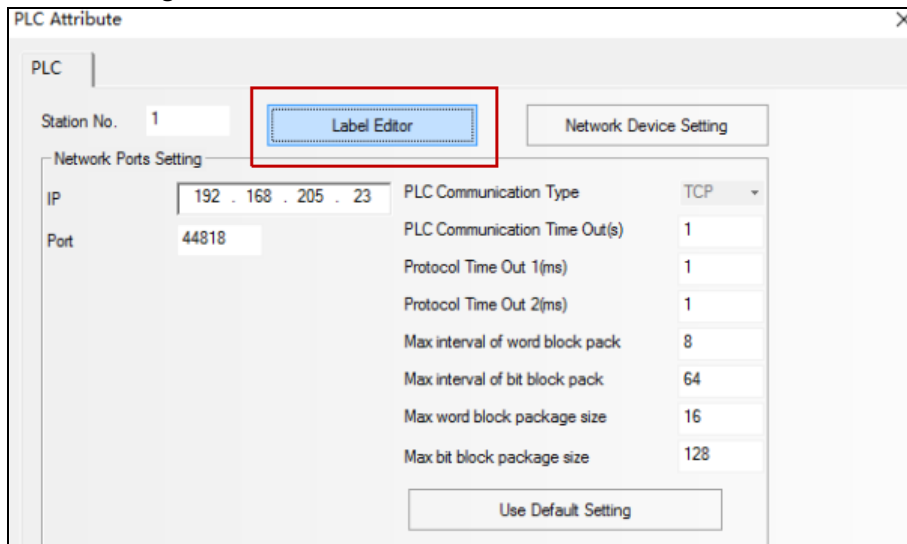 PLC Attribute
PLC
Station No. 1 Label Editor Network Device Setting
Network Ports Setting
IP 192 . 168 . 205 . 23 PLC Communication Type TCP
Port 44818 PLC Communication Time Out(s) 1
Protocol Time Out 1(ms) 1
Protocol Time Out 2(ms) 1
Max interval of word block pack 8
Max interval of bit block pack 64
Max word block package size 16
Max bit block package size 128
Use Default Setting